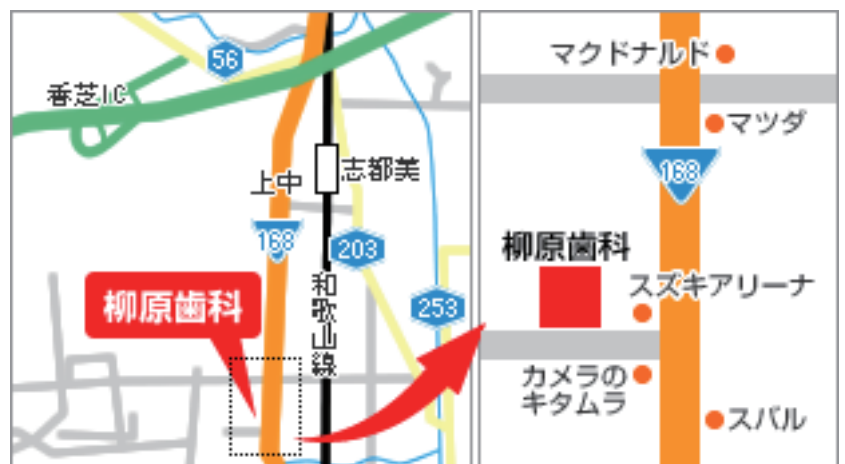 56
香芝IC
志都美
上中
168
203
和歌山線
柳原歯科
253
マクドナルド
マツダ
168
柳原歯科
スズキアリーナ
カメラの
キタムラ
スバル